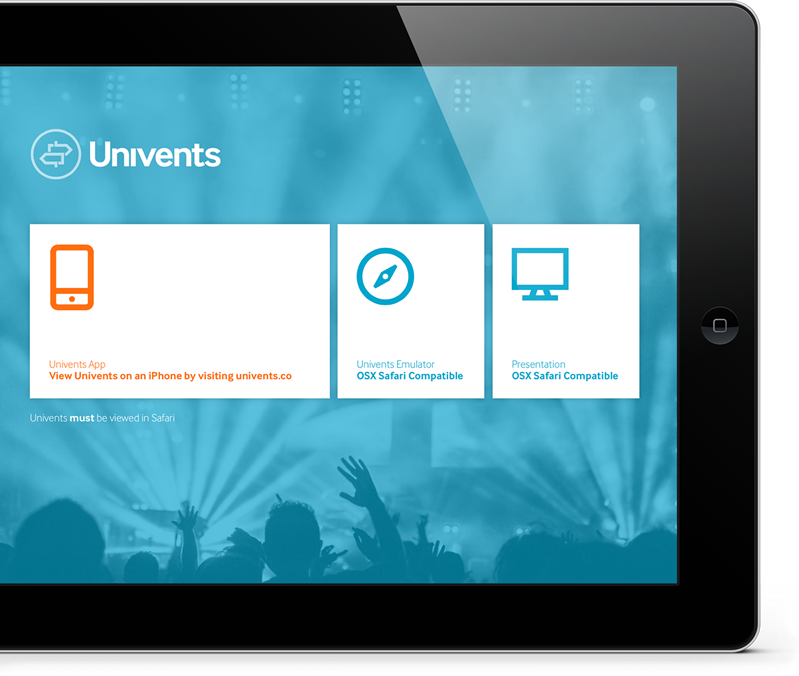 Univents
Univents App
View Univents on an iPhone by visiting univents.co
Univents Emulator
OSX Safari Compatible
Presentation
OSX Safari Compatible
Univents must be viewed in Safari